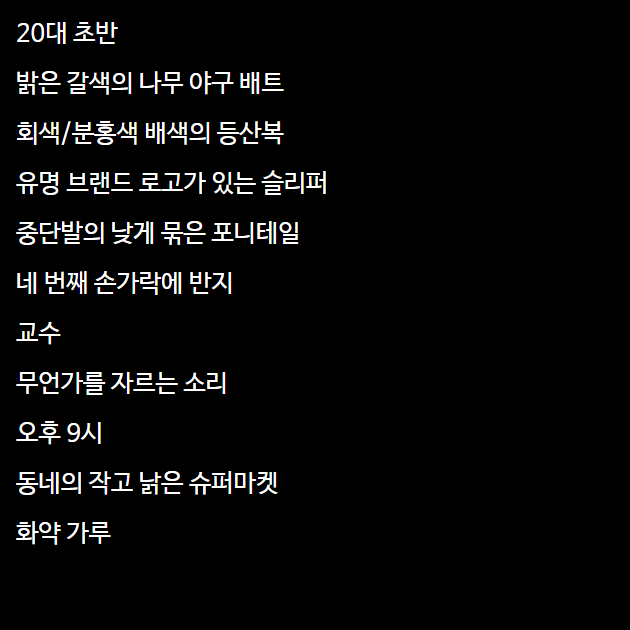 20대 초반
밝은 갈색의 나무 야구 배트
회색/분홍색 배색의 등산복
유명 브랜드 로고가 있는 슬리퍼
중단발의 낮게 묶은 포니테일
네 번째 손가락에 반지
교수
무언가를 자르는 소리
오후 9시
동네의 작고 낡은 슈퍼마켓
화약 가루